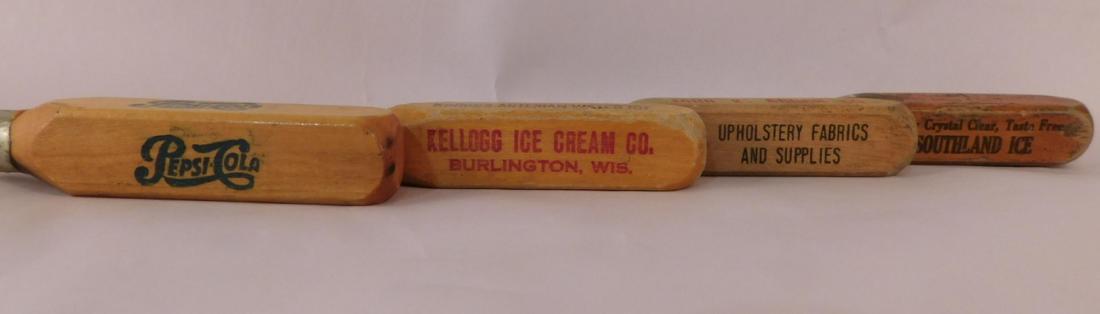 PEPSI-COLA
KELLOGG ICE CREAM CO.
BURLINGTON, WIS.
UPHOLSTERY FABRICS
AND SUPPLIES
Crystal Clear, Taste Free
SOUTHLAND ICE